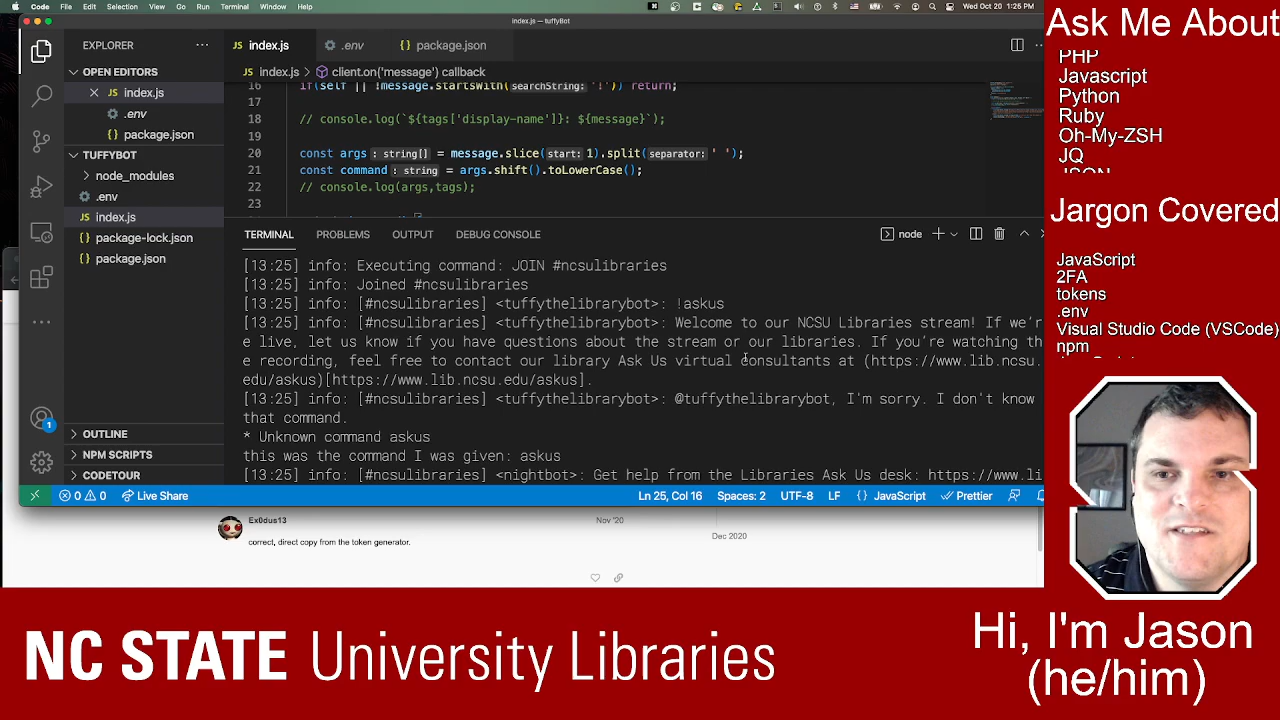 Code File Edit Selection View Go Run Terminal Window Help Wed Oct 20 1:25 PM
index.js — tuffyBot
EXPLORER
OPEN EDITORS
index.js
.env
package.json
TUFFYBOT
node_modules
.env
index.js
package-lock.json
package.json
OUTLINE
NPM SCRIPTS
CODETOUR
1
index.js .env package.json
index.js > client.on('message') callback
16 if(self || !message.startsWith(searchString: '!')) return;
17
18 // console.log(`${tags['display-name']}: ${message}`);
19
20 const args : string[] = message.slice(start: 1).split(separator: ' ');
21 const command : string = args.shift().toLowerCase();
22 // console.log(args,tags);
23
TERMINAL PROBLEMS OUTPUT DEBUG CONSOLE node
[13:25] info: Executing command: JOIN #ncsulibraries
[13:25] info: Joined #ncsulibraries
[13:25] info: [#ncsulibraries] <tuffythelibrarybot>: !askus
[13:25] info: [#ncsulibraries] <tuffythelibrarybot>: Welcome to our NCSU Libraries stream! If we'r
e live, let us know if you have questions about the stream or our libraries. If you're watching th
e recording, feel free to contact our library Ask Us virtual consultants at (https://www.lib.ncsu.
edu/askus)[https://www.lib.ncsu.edu/askus].
[13:25] info: [#ncsulibraries] <tuffythelibrarybot>: @tuffythelibrarybot, I'm sorry. I don't know
that command.
* Unknown command askus
this was the command I was given: askus
[13:25] info: [#ncsulibraries] <nightbot>: Get help from the Libraries Ask Us desk: https://www.li
0 0 Live Share Ln 25, Col 16 Spaces: 2 UTF-8 LF { } JavaScript Prettier
Ex0dus13 Nov '20
correct, direct copy from the token generator.
Dec 2020
Ask Me About
PHP
Javascript
Python
Ruby
Oh-My-ZSH
JQ
JSON
Jargon Covered
JavaScript
2FA
tokens
.env
Visual Studio Code (VSCode)
npm
Hi, I'm Jason
(he/him)
NC STATE University Libraries